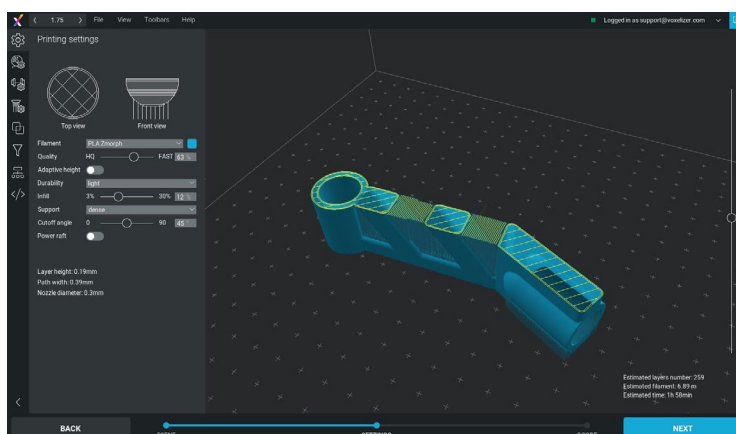 1.75 File View Toolbars Help
Logged in as support@voxelizer.com
Printing settings
Top view Front view
Filament PLA Zmorph
Quality HQ FAST 63 %
Adaptive height
Durability light
Infill 3% 30% 12 %
Support dense
Cutoff angle 0 90 45 °
Power raft
Layer height: 0.19mm
Path width: 0.39mm
Nozzle diameter: 0.3mm
Estimated layers number: 259
Estimated filament: 6.89 m
Estimated time: 1h 58min
BACK
SCENE SETTINGS GCODE
NEXT